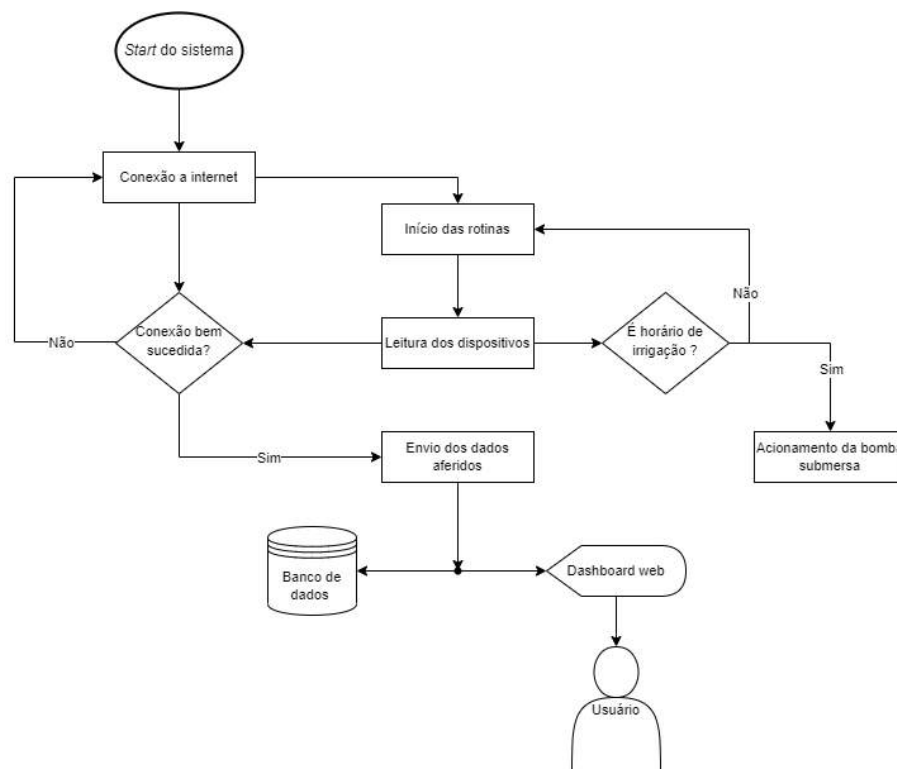 Start do sistema
Conexão a internet
Início das rotinas
Não
Conexão bem
sucedida?
Não
Leitura dos dispositivos
É horário de
irrigação ?
Sim
Envio dos dados
aferidos
Sim
Acionamento da bomba
submersa
Banco de
dados
Dashboard web
Usuário